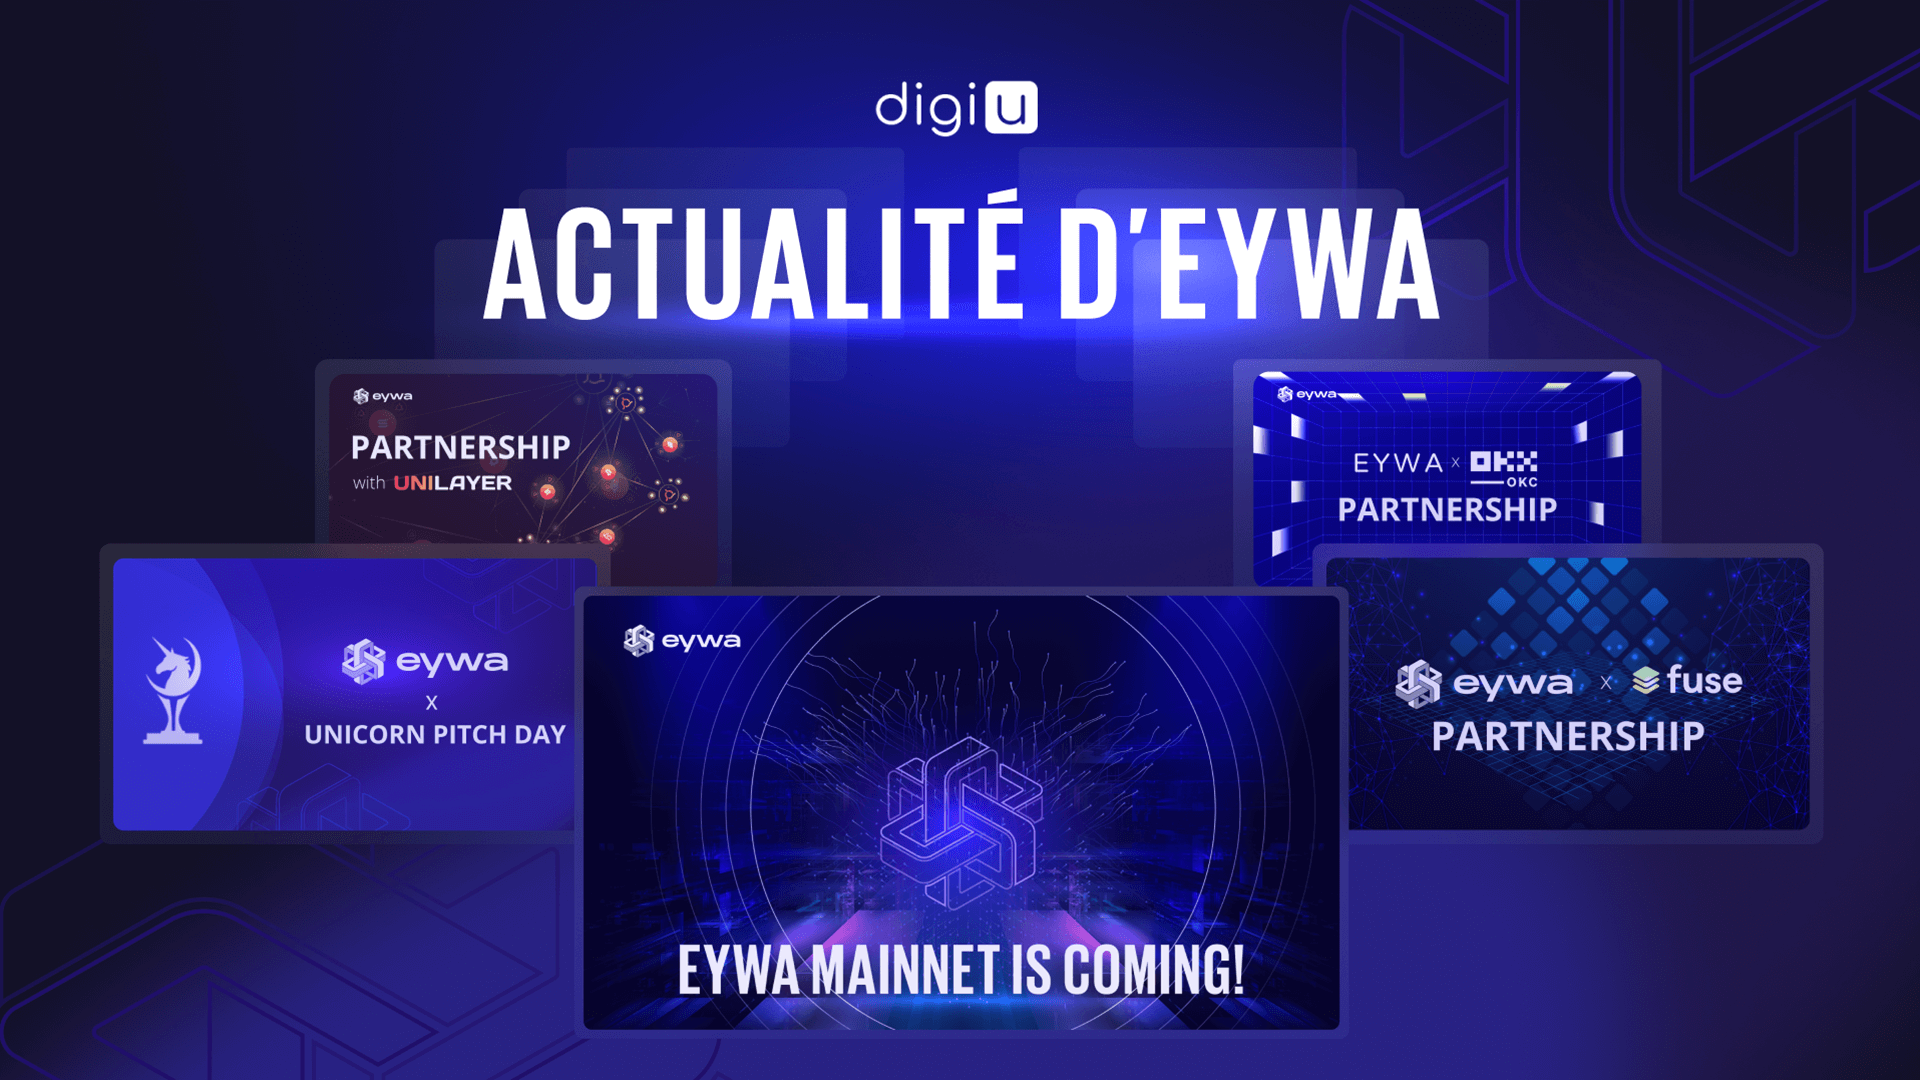 digiu
ACTUALITÉ D'EYWA
eywa
PARTNERSHIP
with UNILAYER
eywa
EYWA x OKX
OKC
PARTNERSHIP
eywa
x
UNICORN PITCH DAY
eywa
EYWA MAINNET IS COMING!
eywa x fuse
PARTNERSHIP